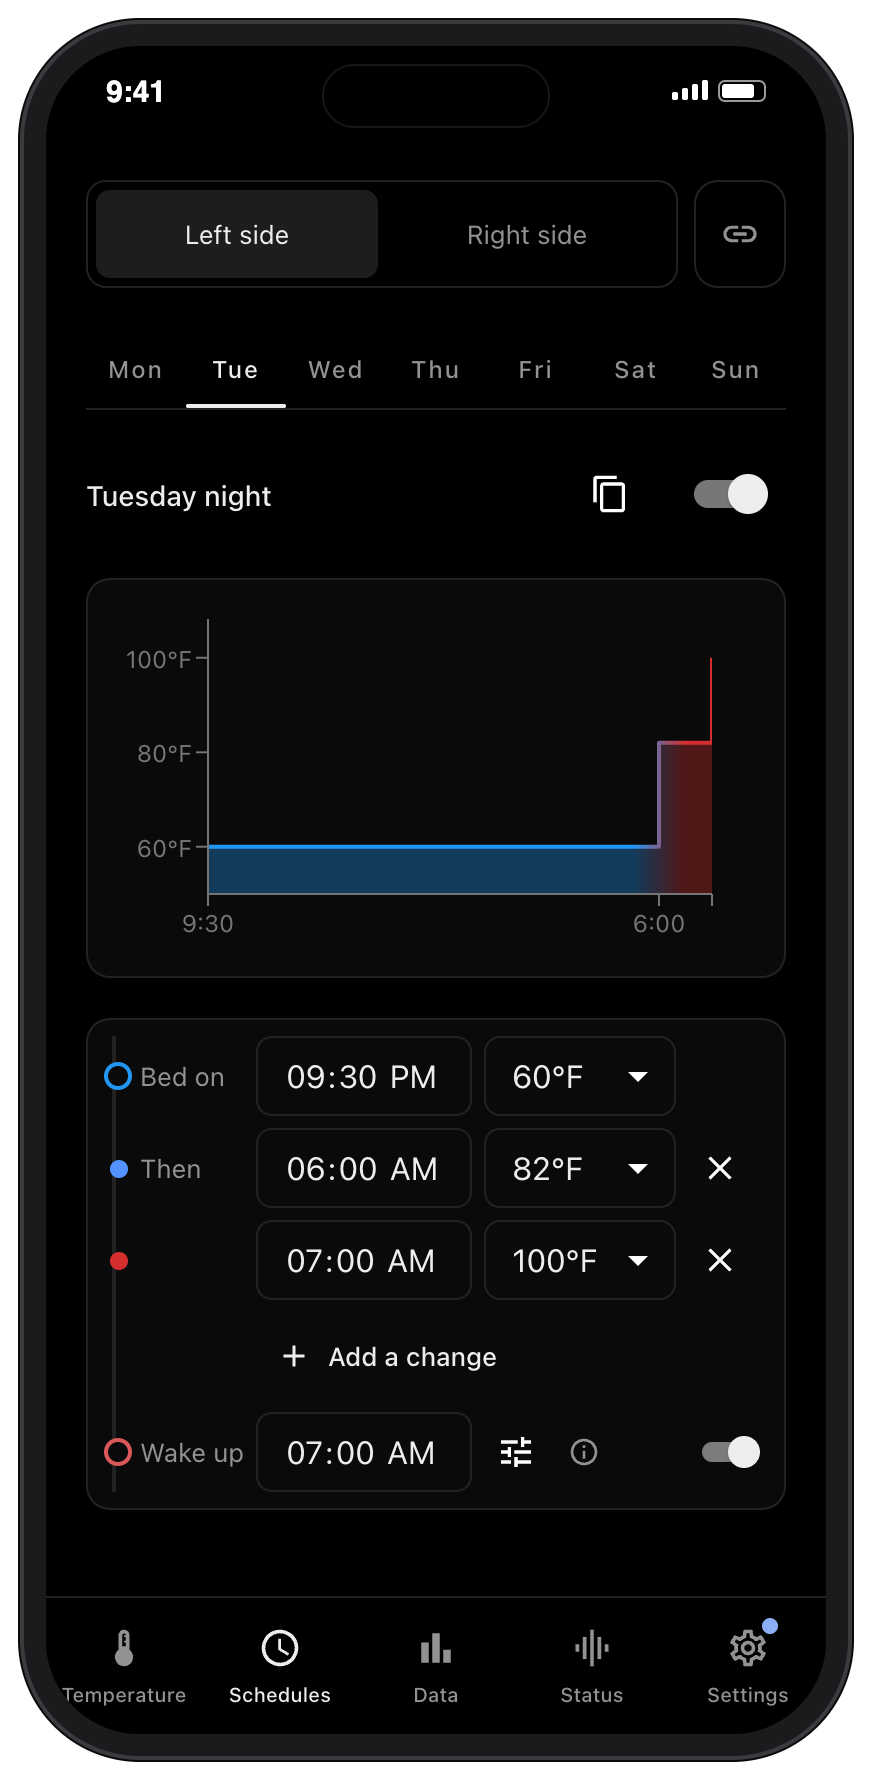 9:41
Left side Right side
Mon Tue Wed Thu Fri Sat Sun
Tuesday night
100°F
80°F
60°F
9:30 6:00
Bed on 09:30 PM 60°F
Then 06:00 AM 82°F
07:00 AM 100°F
Add a change
Wake up 07:00 AM
Temperature Schedules Data Status Settings